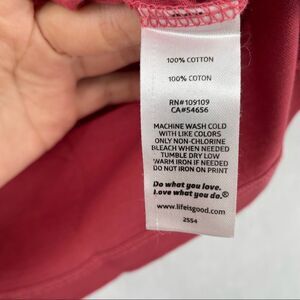 100% COTTON
100% COTON
RN#109109
CA#54656
MACHINE WASH COLD
WITH LIKE COLORS
ONLY NON-CHLORINE
BLEACH WHEN NEEDED
TUMBLE DRY LOW
WARM IRON IF NEEDED
DO NOT IRON ON PRINT
Do what you love.
Love what you do.®
www.lifeisgood.com
2554